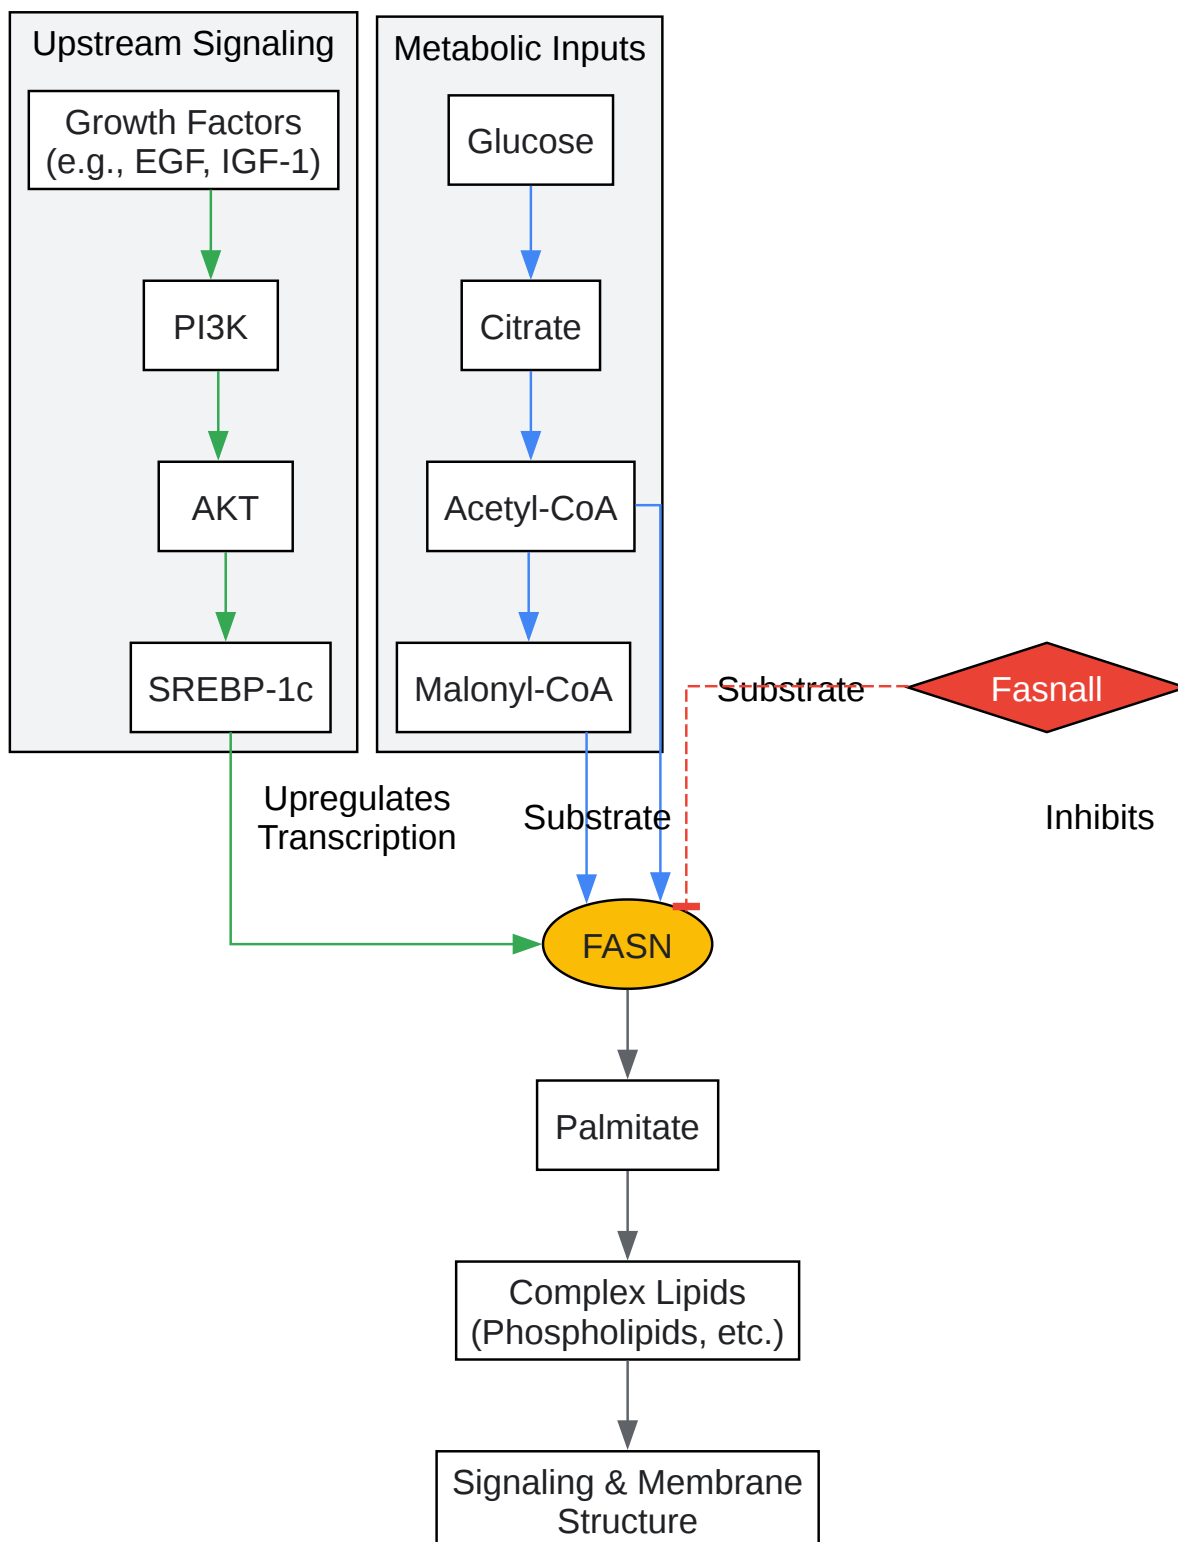 Upstream Signaling
Growth Factors
(e.g., EGF, IGF-1)
PI3K
AKT
SREBP-1c
Metabolic Inputs
Glucose
Citrate
Acetyl-CoA
Malonyl-CoA
Substrate
Fasnall
Upregulates
Transcription
Substrate
Inhibits
FASN
Palmitate
Complex Lipids
(Phospholipids, etc.)
Signaling & Membrane
Structure